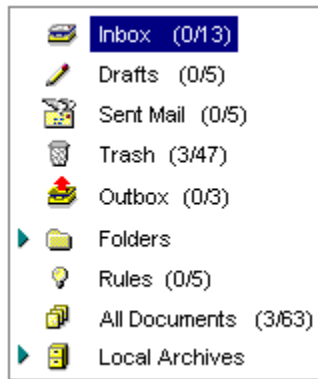 Inbox (0/13)
Drafts (0/5)
Sent Mail (0/5)
Trash (3/47)
Outbox (0/3)
Folders
Rules (0/5)
All Documents (3/63)
Local Archives